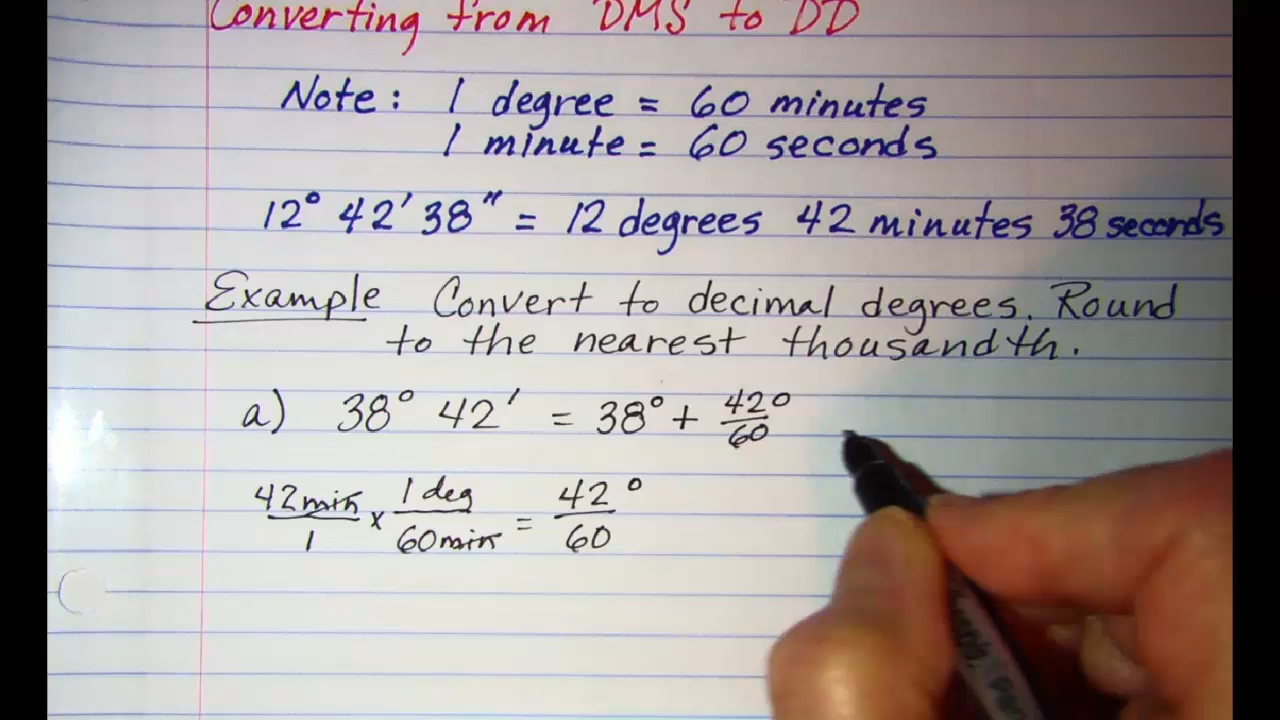 Converting from DMS to DD
Note: 1 degree = 60 minutes
1 minute = 60 seconds
12° 42' 38" = 12 degrees 42 minutes 38 seconds
Example Convert to decimal degrees. Round
to the nearest thousandth.
a) 38° 42' = 38° + 42°/60
42 min/1 x 1 deg/60 min = 42°/60